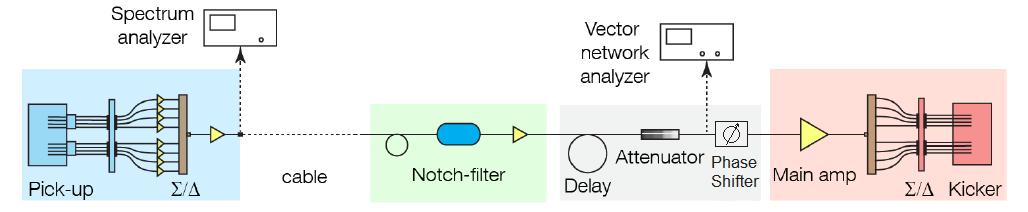 Spectrum
analyzer
Vector
network
analyzer
Pick-up
Σ/Δ
cable
Notch-filter
Delay
Attenuator
Phase
Shifter
Main amp
Σ/Δ
Kicker